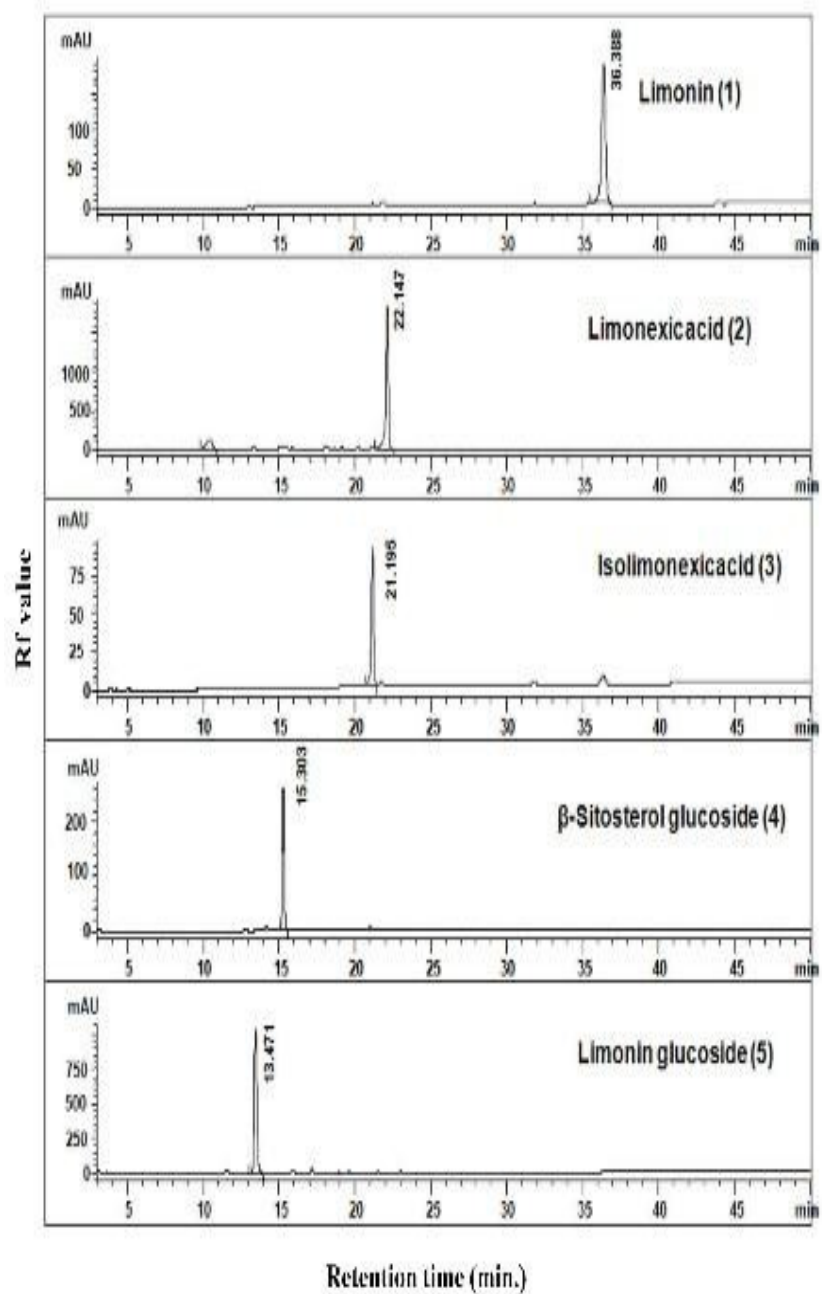 mAU
36.388
Limonin (1)
100
50
0
5 10 15 20 25 30 35 40 45 min
mAU
22.147
Limonexicacid (2)
1000
500
0
5 10 15 20 25 30 35 40 45 min
mAU
21.195
Isolimonexicacid (3)
75
50
25
0
5 10 15 20 25 30 35 40 45 min
Rf value
mAU
15.303
β-Sitosterol glucoside (4)
200
100
0
5 10 15 20 25 30 35 40 45 min
mAU
13.471
Limonin glucoside (5)
750
500
250
0
5 10 15 20 25 30 35 40 45 min
Retention time (min.)